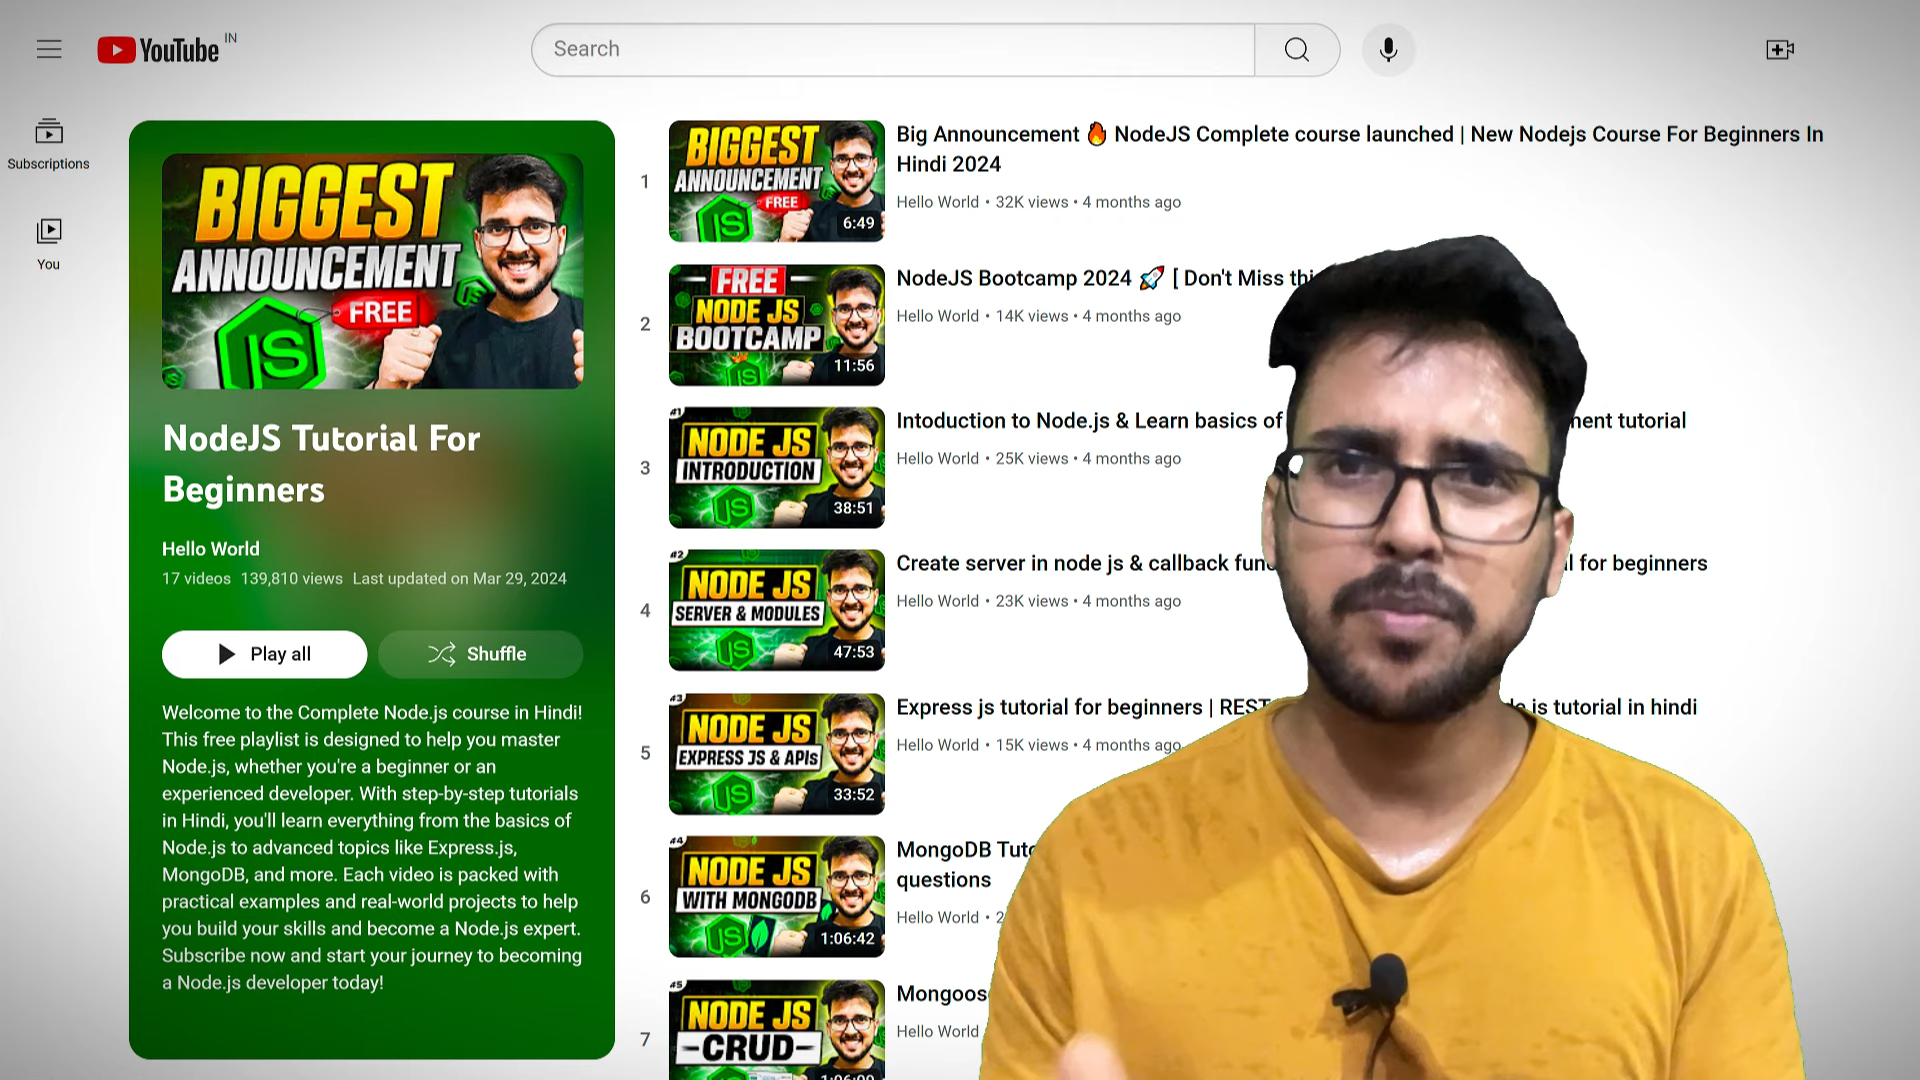 YouTube IN
Search
Subscriptions
You
BIGGEST
ANNOUNCEMENT
FREE
JS
NodeJS Tutorial For
Beginners
Hello World
17 videos 139,810 views Last updated on Mar 29, 2024
Play all
Shuffle
Welcome to the Complete Node.js course in Hindi!
This free playlist is designed to help you master
Node.js, whether you're a beginner or an
experienced developer. With step-by-step tutorials
in Hindi, you'll learn everything from the basics of
Node.js to advanced topics like Express.js,
MongoDB, and more. Each video is packed with
practical examples and real-world projects to help
you build your skills and become a Node.js expert.
Subscribe now and start your journey to becoming
a Node.js developer today!
1
BIGGEST
ANNOUNCEMENT
FREE
JS
6:49
Big Announcement 🔥 NodeJS Complete course launched | New Nodejs Course For Beginners In
Hindi 2024
Hello World • 32K views • 4 months ago
2
FREE
NODE JS
BOOTCAMP
JS
11:56
NodeJS Bootcamp 2024 🚀 [ Don't Miss
Hello World • 14K views • 4 months ago
3
#1
NODE JS
INTRODUCTION
JS
38:51
Intoduction to Node.js & Learn basics of
tutorial
Hello World • 25K views • 4 months ago
4
#2
NODE JS
SERVER & MODULES
JS
47:53
Create server in node js & callback
for beginners
Hello World • 23K views • 4 months ago
5
#3
NODE JS
EXPRESS JS & APIs
JS
33:52
Express js tutorial for beginners | REST
js tutorial in hindi
Hello World • 15K views • 4 months ago
6
#4
NODE JS
WITH MONGODB
JS
1:06:42
MongoDB
questions
Hello World •
7
#5
NODE JS
-CRUD-
Hello World